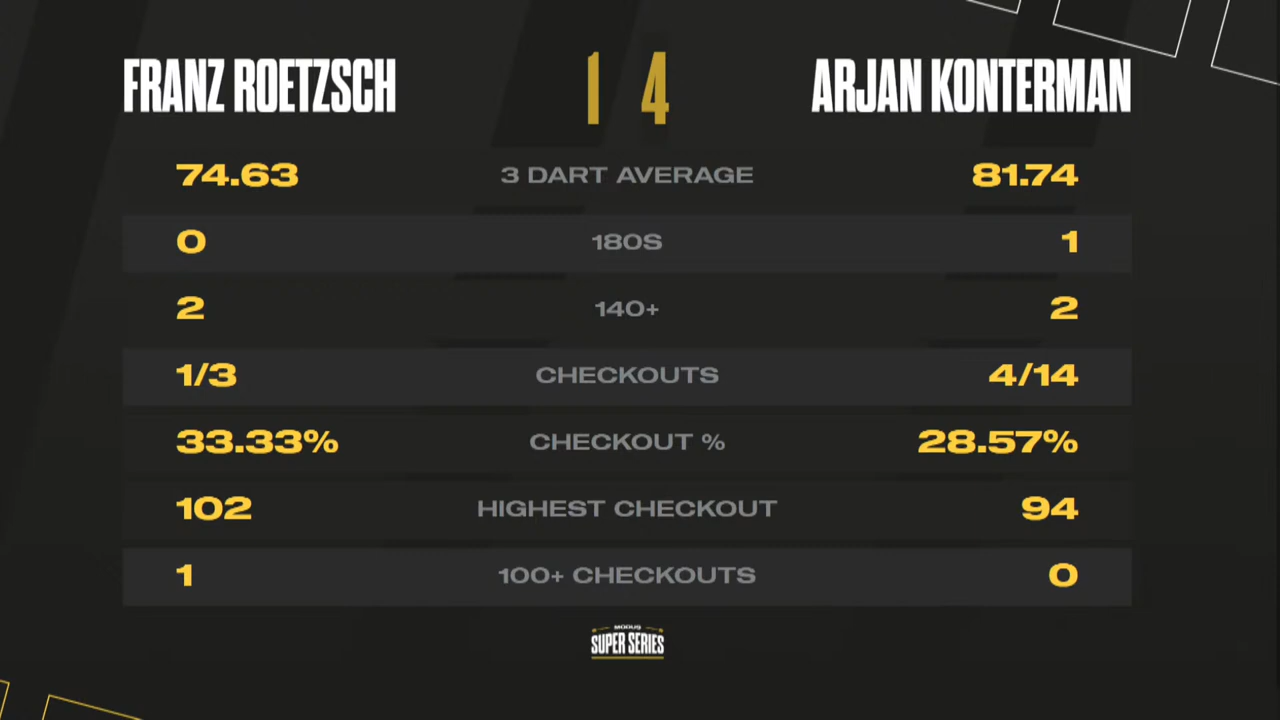 FRANZ ROETZSCH 1 4 ARJAN KONTERMAN
74.63 3 DART AVERAGE 81.74
0 180S 1
2 140+ 2
1/3 CHECKOUTS 4/14
33.33% CHECKOUT % 28.57%
102 HIGHEST CHECKOUT 94
1 100+ CHECKOUTS 0
MODUS
SUPER SERIES